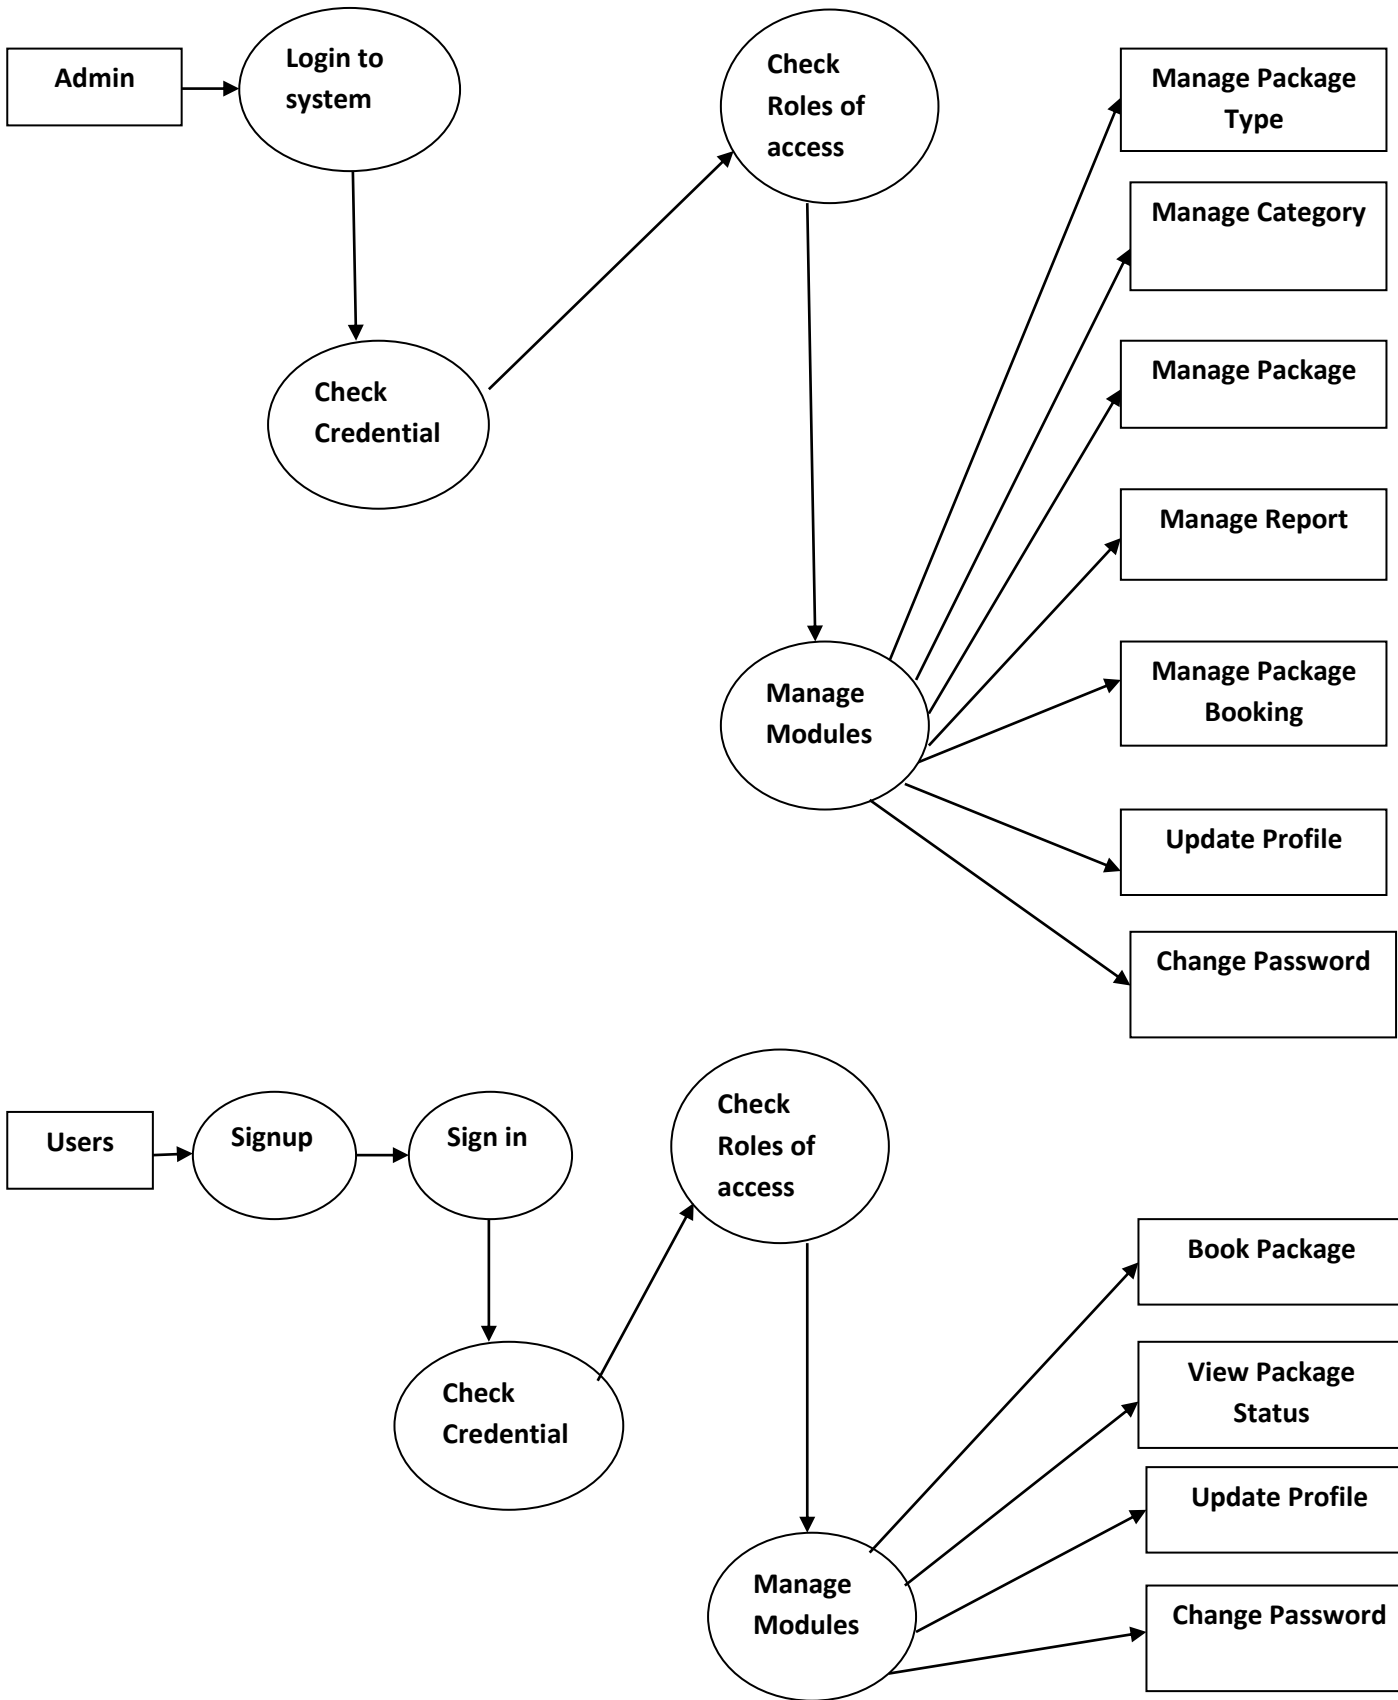 Admin
Login to
system
Check
Roles of
access
Manage Package
Type
Manage Category
Check
Credential
Manage Package
Manage Report
Manage
Modules
Manage Package
Booking
Update Profile
Change Password
Users
Signup
Sign in
Check
Roles of
access
Book Package
Check
Credential
View Package
Status
Update Profile
Manage
Modules
Change Password